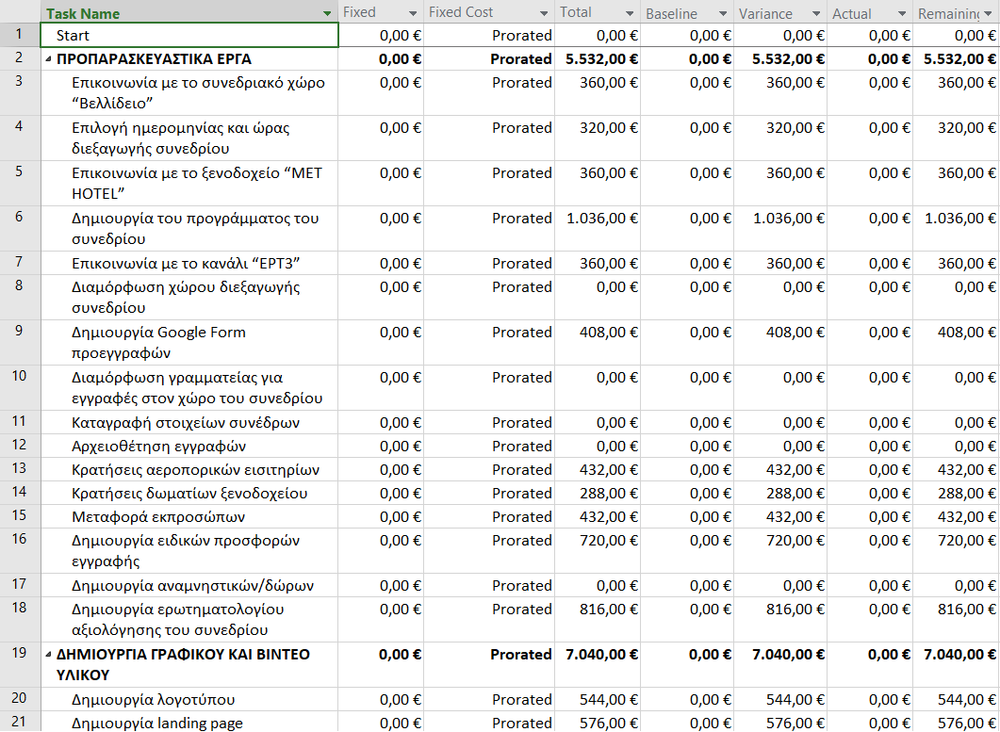 Task Name Fixed Fixed Cost Total Baseline Variance Actual Remaining
1 Start 0,00 € Prorated 0,00 € 0,00 € 0,00 € 0,00 € 0,00 €
2 ΠΡΟΠΑΡΑΣΚΕΥΑΣΤΙΚΑ ΕΡΓΑ 0,00 € Prorated 5.532,00 € 0,00 € 5.532,00 € 0,00 € 5.532,00 €
3 Επικοινωνία με το συνεδριακό χώρο 0,00 € Prorated 360,00 € 0,00 € 360,00 € 0,00 € 360,00 €
“Βελλίδειο”
4 Επιλογή ημερομηνίας και ώρας 0,00 € Prorated 320,00 € 0,00 € 320,00 € 0,00 € 320,00 €
διεξαγωγής συνεδρίου
5 Επικοινωνία με το ξενοδοχείο “MET 0,00 € Prorated 360,00 € 0,00 € 360,00 € 0,00 € 360,00 €
HOTEL”
6 Δημιουργία του προγράμματος του 0,00 € Prorated 1.036,00 € 0,00 € 1.036,00 € 0,00 € 1.036,00 €
συνεδρίου
7 Επικοινωνία με το κανάλι “ΕΡΤ3” 0,00 € Prorated 360,00 € 0,00 € 360,00 € 0,00 € 360,00 €
8 Διαμόρφωση χώρου διεξαγωγής 0,00 € Prorated 0,00 € 0,00 € 0,00 € 0,00 € 0,00 €
συνεδρίου
9 Δημιουργία Google Form 0,00 € Prorated 408,00 € 0,00 € 408,00 € 0,00 € 408,00 €
προεγγραφών
10 Διαμόρφωση γραμματείας για 0,00 € Prorated 0,00 € 0,00 € 0,00 € 0,00 € 0,00 €
εγγραφές στον χώρο του συνεδρίου
11 Καταγραφή στοιχείων συνέδρων 0,00 € Prorated 0,00 € 0,00 € 0,00 € 0,00 € 0,00 €
12 Αρχειοθέτηση εγγραφών 0,00 € Prorated 0,00 € 0,00 € 0,00 € 0,00 € 0,00 €
13 Κρατήσεις αεροπορικών εισιτηρίων 0,00 € Prorated 432,00 € 0,00 € 432,00 € 0,00 € 432,00 €
14 Κρατήσεις δωματίων ξενοδοχείου 0,00 € Prorated 288,00 € 0,00 € 288,00 € 0,00 € 288,00 €
15 Μεταφορά εκπροσώπων 0,00 € Prorated 432,00 € 0,00 € 432,00 € 0,00 € 432,00 €
16 Δημιουργία ειδικών προσφορών 0,00 € Prorated 720,00 € 0,00 € 720,00 € 0,00 € 720,00 €
εγγραφής
17 Δημιουργία αναμνηστικών/δώρων 0,00 € Prorated 0,00 € 0,00 € 0,00 € 0,00 € 0,00 €
18 Δημιουργία ερωτηματολογίου 0,00 € Prorated 816,00 € 0,00 € 816,00 € 0,00 € 816,00 €
αξιολόγησης του συνεδρίου
19 ΔΗΜΙΟΥΡΓΙΑ ΓΡΑΦΙΚΟΥ ΚΑΙ ΒΙΝΤΕΟ 0,00 € Prorated 7.040,00 € 0,00 € 7.040,00 € 0,00 € 7.040,00 €
ΥΛΙΚΟΥ
20 Δημιουργία λογοτύπου 0,00 € Prorated 544,00 € 0,00 € 544,00 € 0,00 € 544,00 €
21 Δημιουργία landing page 0,00 € Prorated 576,00 € 0,00 € 576,00 € 0,00 € 576,00 €